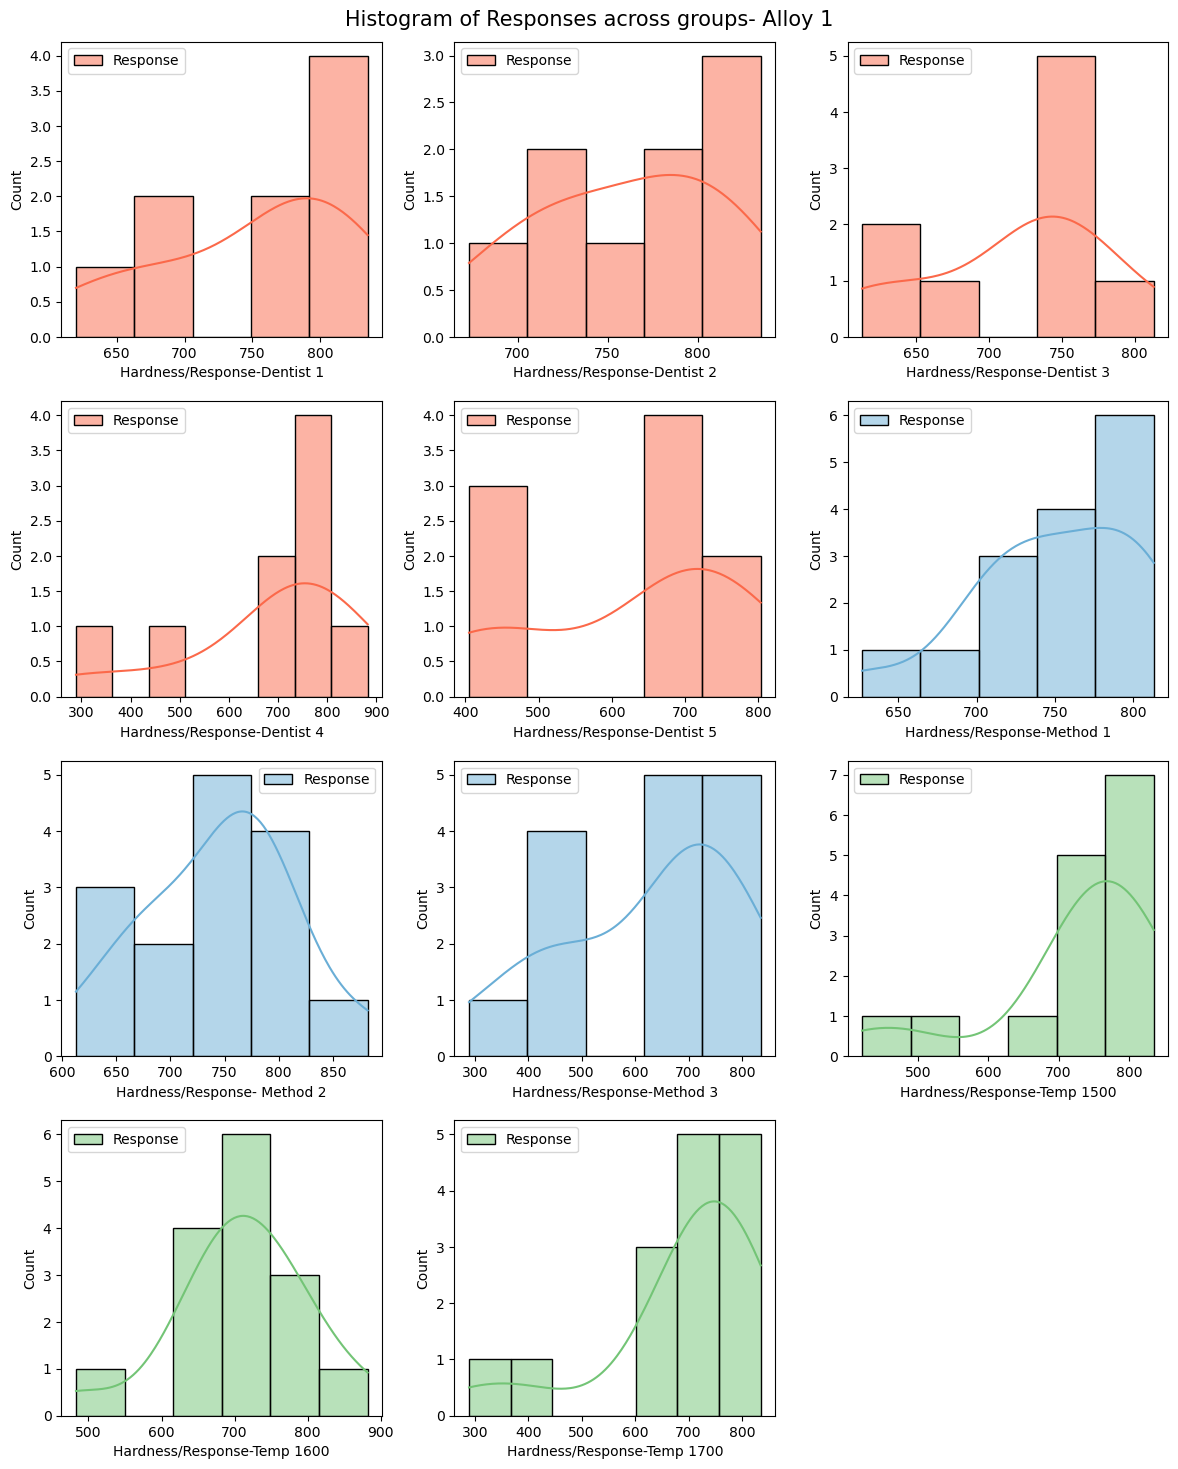 Histogram of Responses across groups- Alloy 1
4.0
3.5
3.0
2.5
2.0
1.5
1.0
0.5
0.0
Count
Response
650 700 750 800
Hardness/Response-Dentist 1
3.0
2.5
2.0
1.5
1.0
0.5
0.0
Count
Response
700 750 800
Hardness/Response-Dentist 2
5
4
3
2
1
0
Count
Response
650 700 750 800
Hardness/Response-Dentist 3
4.0
3.5
3.0
2.5
2.0
1.5
1.0
0.5
0.0
Count
Response
300 400 500 600 700 800 900
Hardness/Response-Dentist 4
4.0
3.5
3.0
2.5
2.0
1.5
1.0
0.5
0.0
Count
Response
400 500 600 700 800
Hardness/Response-Dentist 5
6
5
4
3
2
1
0
Count
Response
650 700 750 800
Hardness/Response-Method 1
5
4
3
2
1
0
Count
Response
600 650 700 750 800 850
Hardness/Response- Method 2
5
4
3
2
1
0
Count
Response
300 400 500 600 700 800
Hardness/Response-Method 3
7
6
5
4
3
2
1
0
Count
Response
500 600 700 800
Hardness/Response-Temp 1500
6
5
4
3
2
1
0
Count
Response
500 600 700 800 900
Hardness/Response-Temp 1600
5
4
3
2
1
0
Count
Response
300 400 500 600 700 800
Hardness/Response-Temp 1700